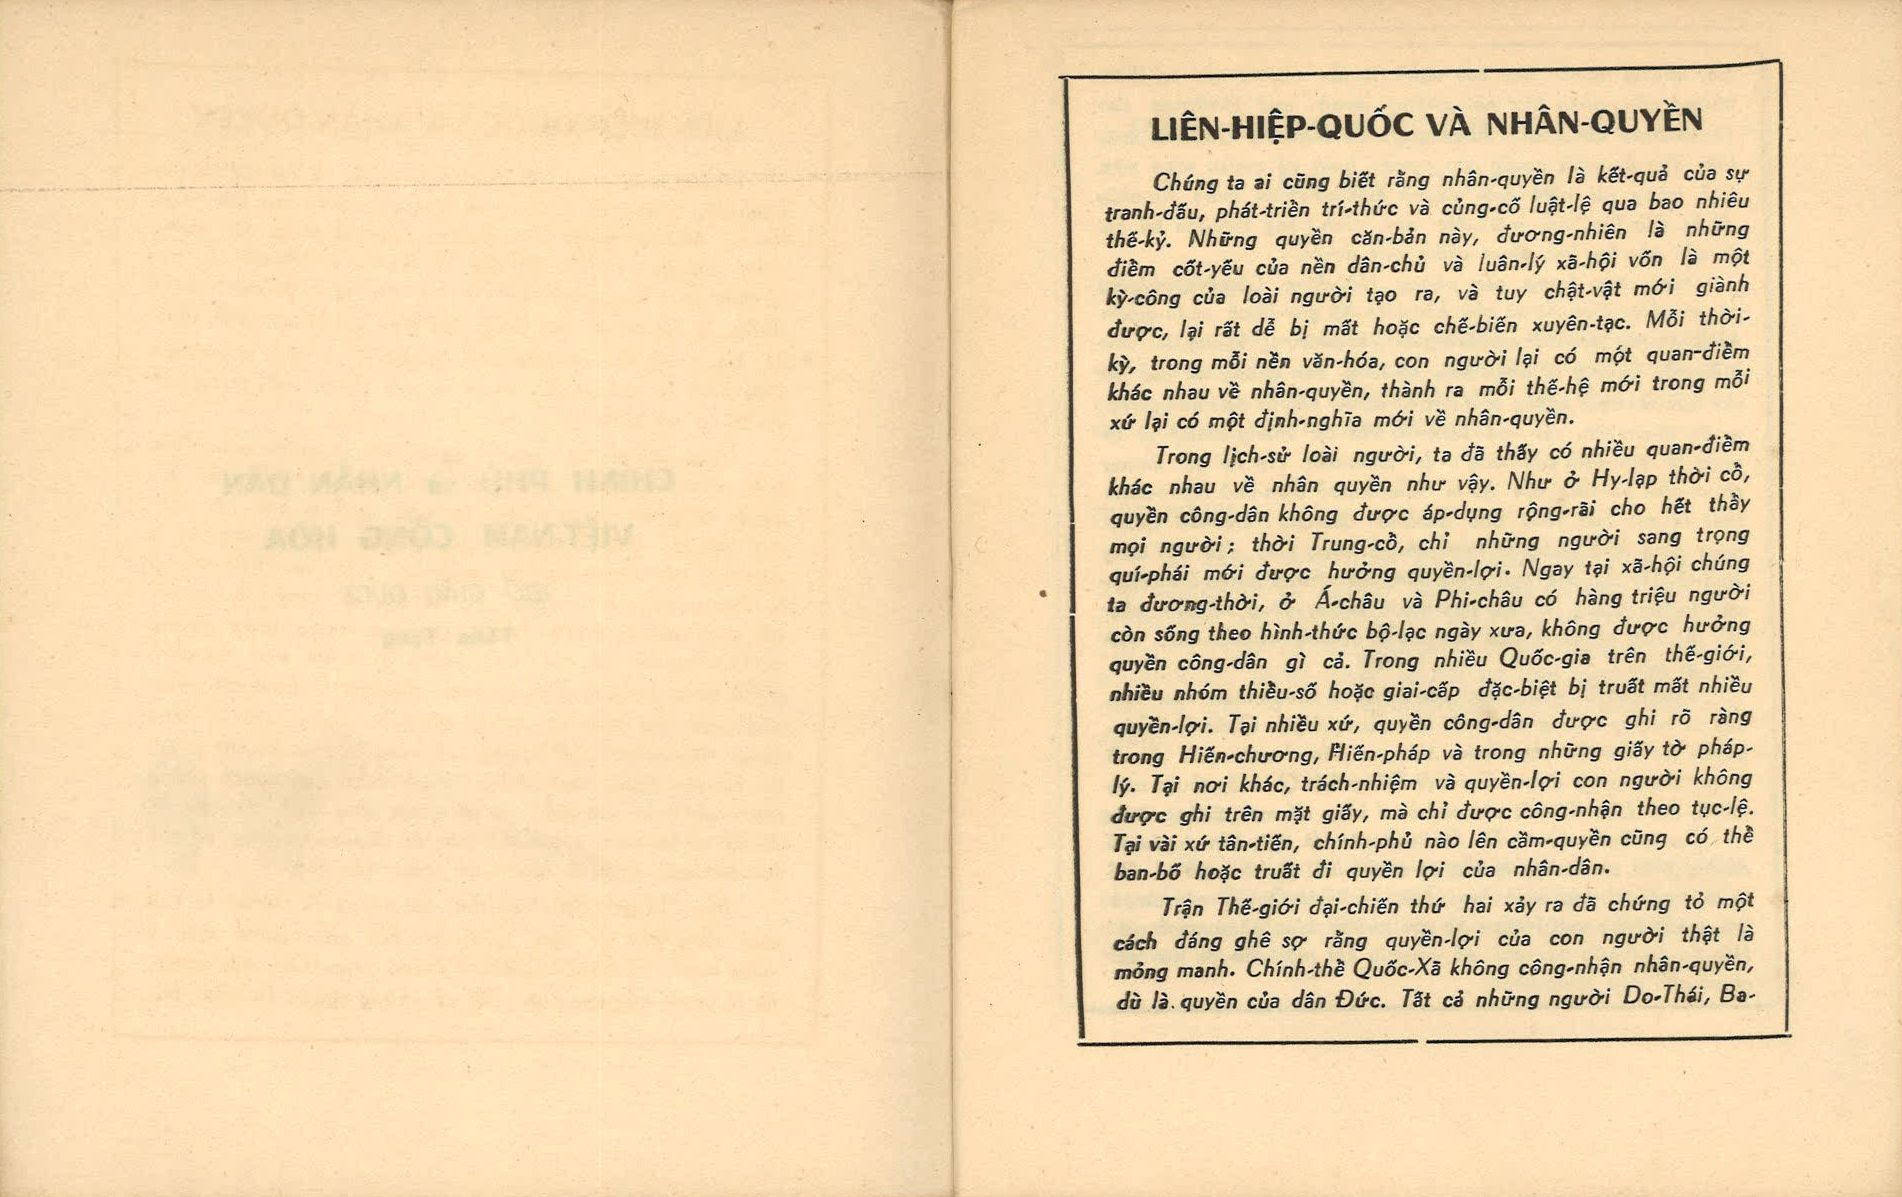 LIÊN-HIỆP-QUỐC VÀ NHÂN-QUYỀN
Chúng ta ai cũng biết rằng nhân-quyền là kết-quả của sự
tranh-đấu, phát-triển trí-thức và củng-cố luật-lệ qua bao nhiêu
thế-kỷ. Những quyền căn-bản này, đương-nhiên là những
điểm cốt-yếu của nền dân-chủ và luân-lý xã-hội vốn là một
kỳ-công của loài người tạo ra, và tuy chật-vật mới giành
được, lại rất dễ bị mất hoặc chế-biến xuyên-tạc. Mỗi thời-
kỳ, trong mỗi nền văn-hóa, con người lại có một quan-điểm
khác nhau về nhân-quyền, thành ra mỗi thế-hệ mới trong mỗi
xứ lại có một định-nghĩa mới về nhân-quyền.
Trong lịch-sử loài người, ta đã thấy có nhiều quan-điểm
khác nhau về nhân quyền như vậy. Như ở Hy-lạp thời cổ,
quyền công-dân không được áp-dụng rộng-rãi cho hết thảy
mọi người; thời Trung-cổ, chỉ những người sang trọng
quí-phái mới được hưởng quyền-lợi. Ngay tại xã-hội chúng
ta đương-thời, ở Á-châu và Phi-châu có hàng triệu người
còn sống theo hình-thức bộ-lạc ngày xưa, không được hưởng
quyền công-dân gì cả. Trong nhiều Quốc-gia trên thế-giới,
nhiều nhóm thiểu-số hoặc giai-cấp đặc-biệt bị truất mất nhiều
quyền-lợi. Tại nhiều xứ, quyền công-dân được ghi rõ ràng
trong Hiến-chương, Hiến-pháp và trong những giấy tờ pháp-
lý. Tại nơi khác, trách-nhiệm và quyền-lợi con người không
được ghi trên mặt giấy, mà chỉ được công-nhận theo tục-lệ.
Tại vài xứ tân-tiến, chính-phủ nào lên cầm-quyền cũng có thể
ban-bố hoặc truất đi quyền lợi của nhân-dân.
Trận Thế-giới đại-chiến thứ hai xảy ra đã chứng tỏ một
cách đáng ghê sợ rằng quyền-lợi của con người thật là
mỏng manh. Chính-thể Quốc-Xã không công-nhận nhân-quyền,
dù là quyền của dân Đức. Tất cả những người Do-Thái, Ba-